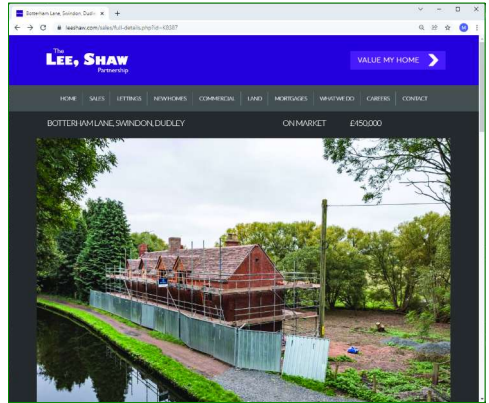 Botterham Lane, Swindon, Dudl
leeshaw.com/sales/full-details.php?id=K8387
The
LEE, SHAW
Partnership
VALUE MY HOME
HOME SALES LETTINGS NEW HOMES COMMERCIAL LAND MORTGAGES WHAT WE DO CAREERS CONTACT
BOTTERHAM LANE, SWINDON, DUDLEY ON MARKET £450,000